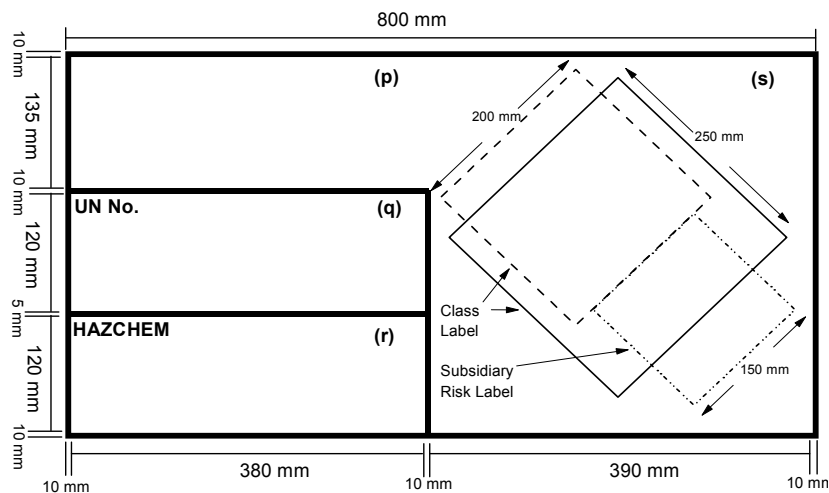 800 mm
10 mm
135 mm
10 mm
120 mm
5 mm
120 mm
10 mm
(p)
(s)
200 mm
250 mm
UN No.
(q)
HAZCHEM
(r)
Class
Label
Subsidiary
Risk Label
150 mm
380 mm
390 mm
10 mm
10 mm
10 mm